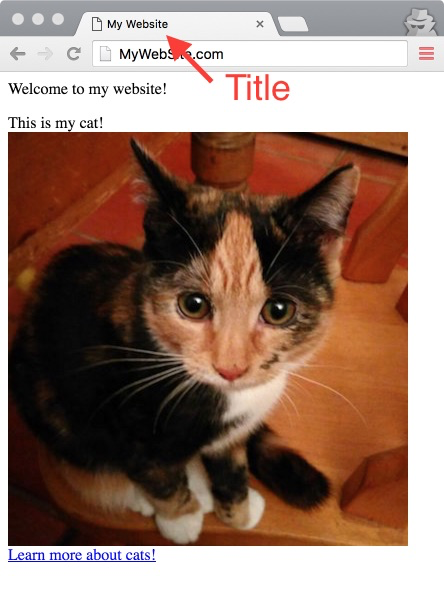 My Website
MyWebSite.com
Title
Welcome to my website!
This is my cat!
Learn more about cats!